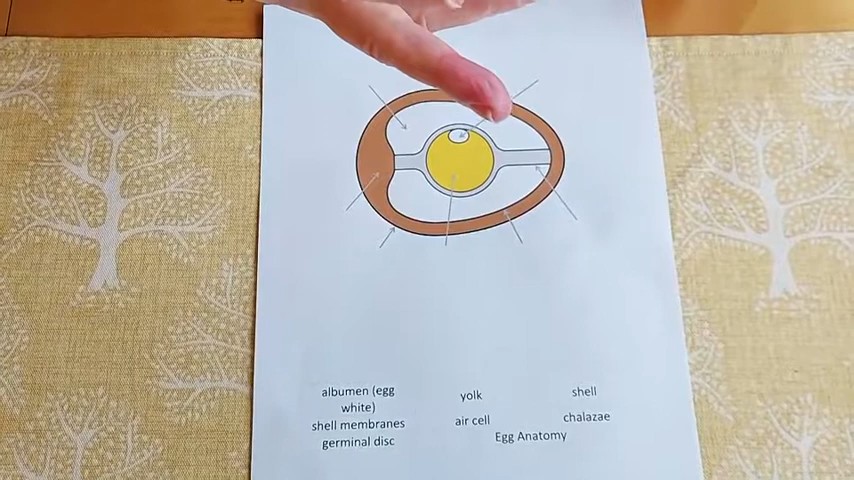 albumen (egg white)
yolk
shell
shell membranes
air cell
chalazae
germinal disc
Egg Anatomy